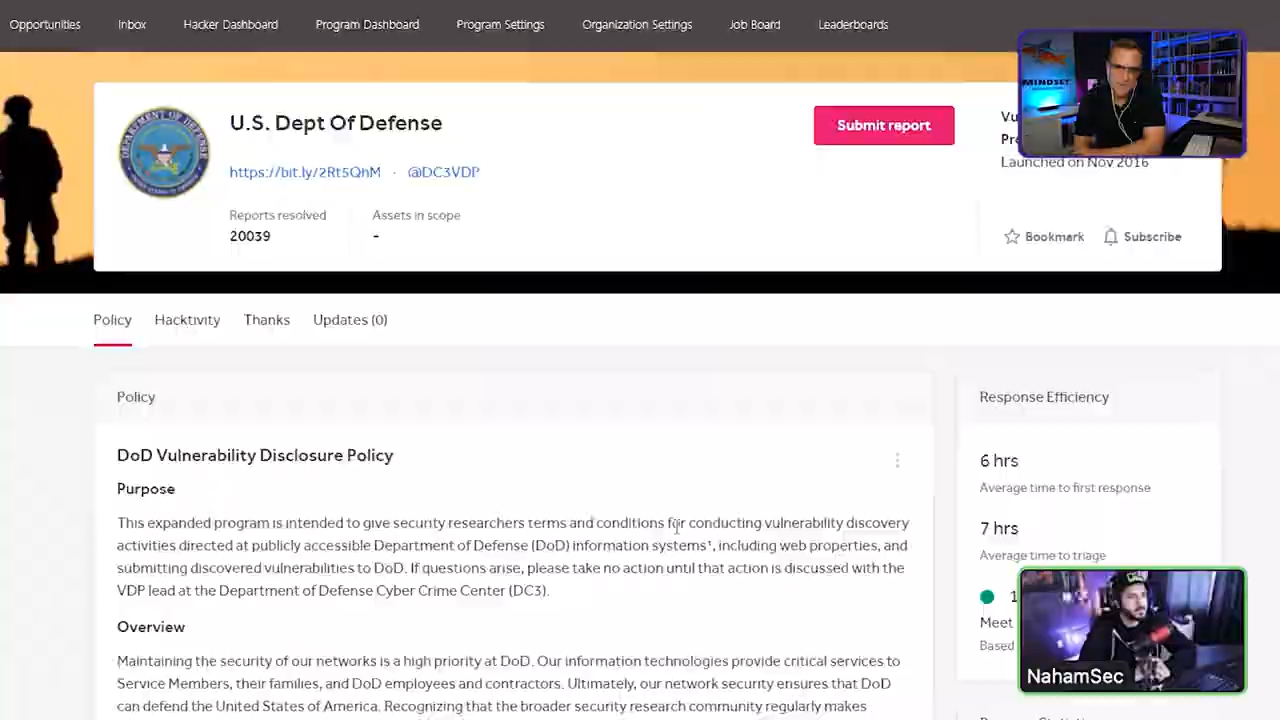 Opportunities Inbox Hacker Dashboard Program Dashboard Program Settings Organization Settings Job Board Leaderboards
MINDSET
DEPARTMENT OF DEFENSE
U.S. Dept Of Defense
Submit report
Vu
Pr
Launched on Nov 2016
https://bit.ly/2Rt5QnM · @DC3VDP
Reports resolved Assets in scope
20039 -
Bookmark Subscribe
Policy Hacktivity Thanks Updates (0)
Policy
DoD Vulnerability Disclosure Policy
Purpose
This expanded program is intended to give security researchers terms and conditions for conducting vulnerability discovery
activities directed at publicly accessible Department of Defense (DoD) information systems¹, including web properties, and
submitting discovered vulnerabilities to DoD. If questions arise, please take no action until that action is discussed with the
VDP lead at the Department of Defense Cyber Crime Center (DC3).
Overview
Maintaining the security of our networks is a high priority at DoD. Our information technologies provide critical services to
Service Members, their families, and DoD employees and contractors. Ultimately, our network security ensures that DoD
can defend the United States of America. Recognizing that the broader security research community regularly makes
Response Efficiency
6 hrs
Average time to first response
7 hrs
Average time to triage
1
Meet
Based
NahamSec